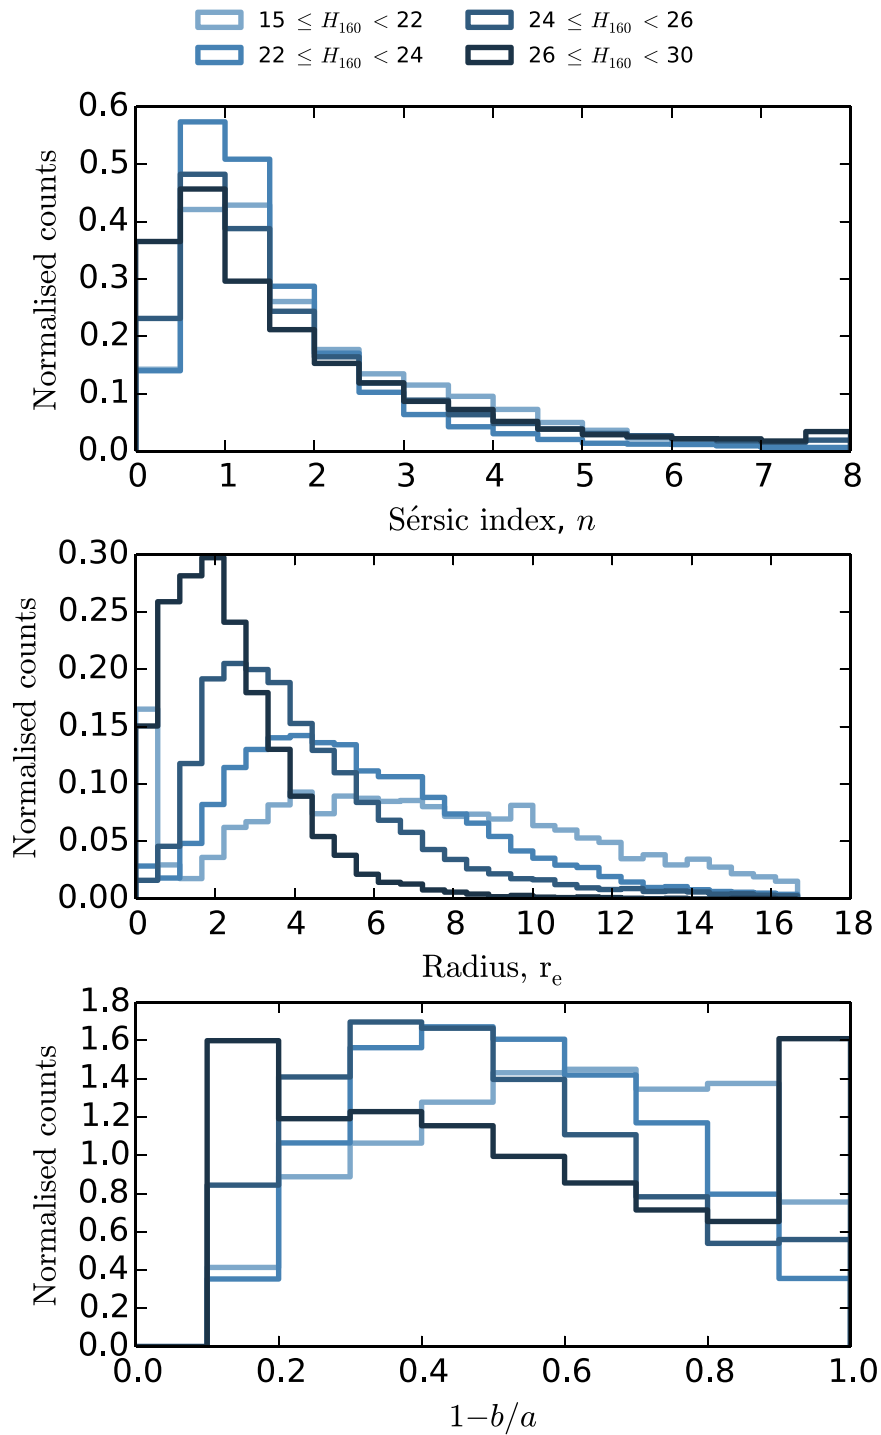 15 ≤ H₁₆₀ < 22
24 ≤ H₁₆₀ < 26
22 ≤ H₁₆₀ < 24
26 ≤ H₁₆₀ < 30
0.6
0.5
0.4
0.3
0.2
0.1
0.0
Normalised counts
0 1 2 3 4 5 6 7 8
Sérsic index, n
0.30
0.25
0.20
0.15
0.10
0.05
0.00
Normalised counts
0 2 4 6 8 10 12 14 16 18
Radius, rₑ
1.8
1.6
1.4
1.2
1.0
0.8
0.6
0.4
0.2
0.0
Normalised counts
0.0 0.2 0.4 0.6 0.8 1.0
1−b/a